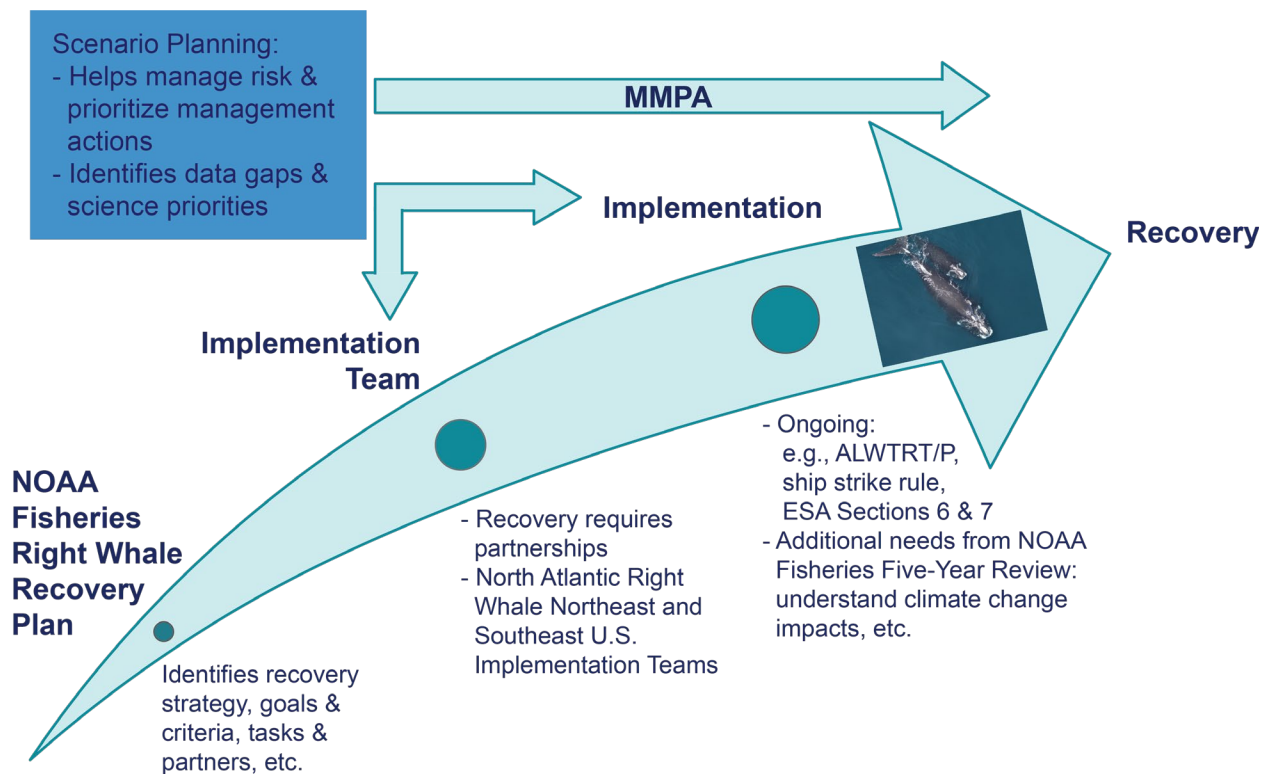 Scenario Planning:
- Helps manage risk &
prioritize management
actions
- Identifies data gaps &
science priorities
MMPA
Implementation
Recovery
Implementation
Team
NOAA
Fisheries
Right Whale
Recovery
Plan
Identifies recovery
strategy, goals &
criteria, tasks &
partners, etc.
- Recovery requires
partnerships
- North Atlantic Right
Whale Northeast and
Southeast U.S.
Implementation Teams
- Ongoing:
e.g., ALWTRT/P,
ship strike rule,
ESA Sections 6 & 7
- Additional needs from NOAA
Fisheries Five-Year Review:
understand climate change
impacts, etc.